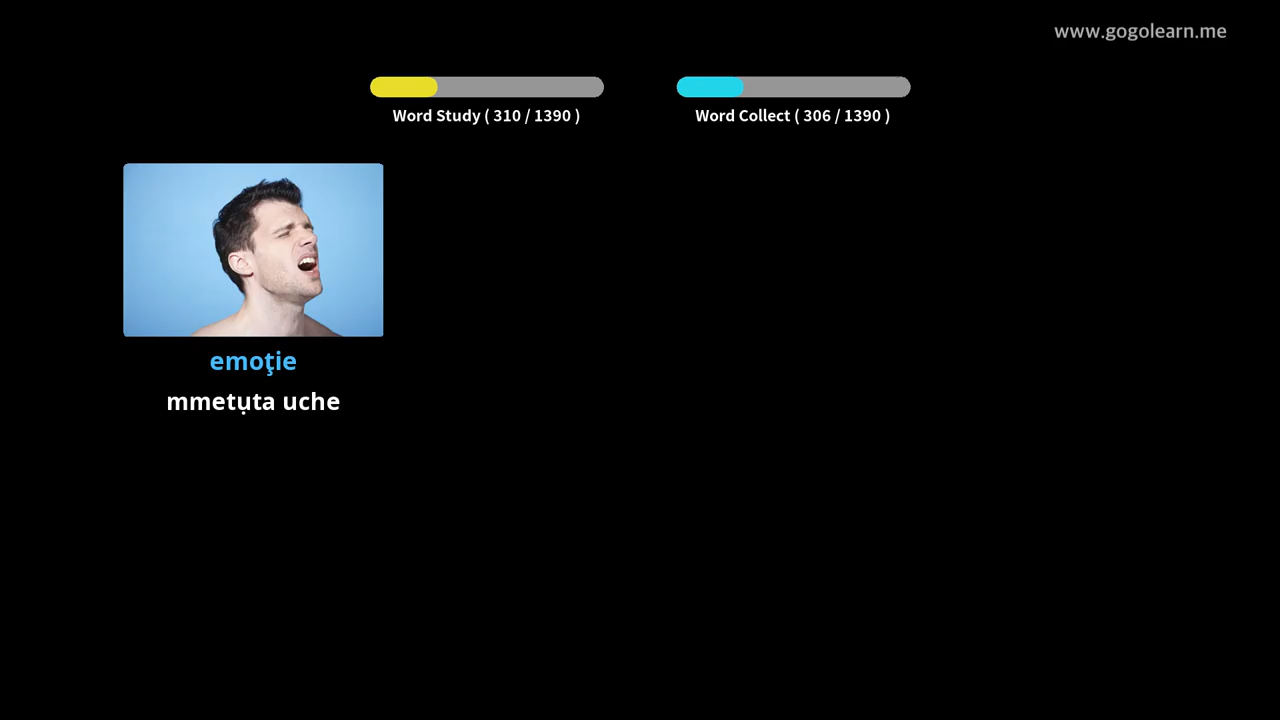 www.gogolearn.me
Word Study ( 310 / 1390 )
Word Collect ( 306 / 1390 )
emoţie
mmetụta uche